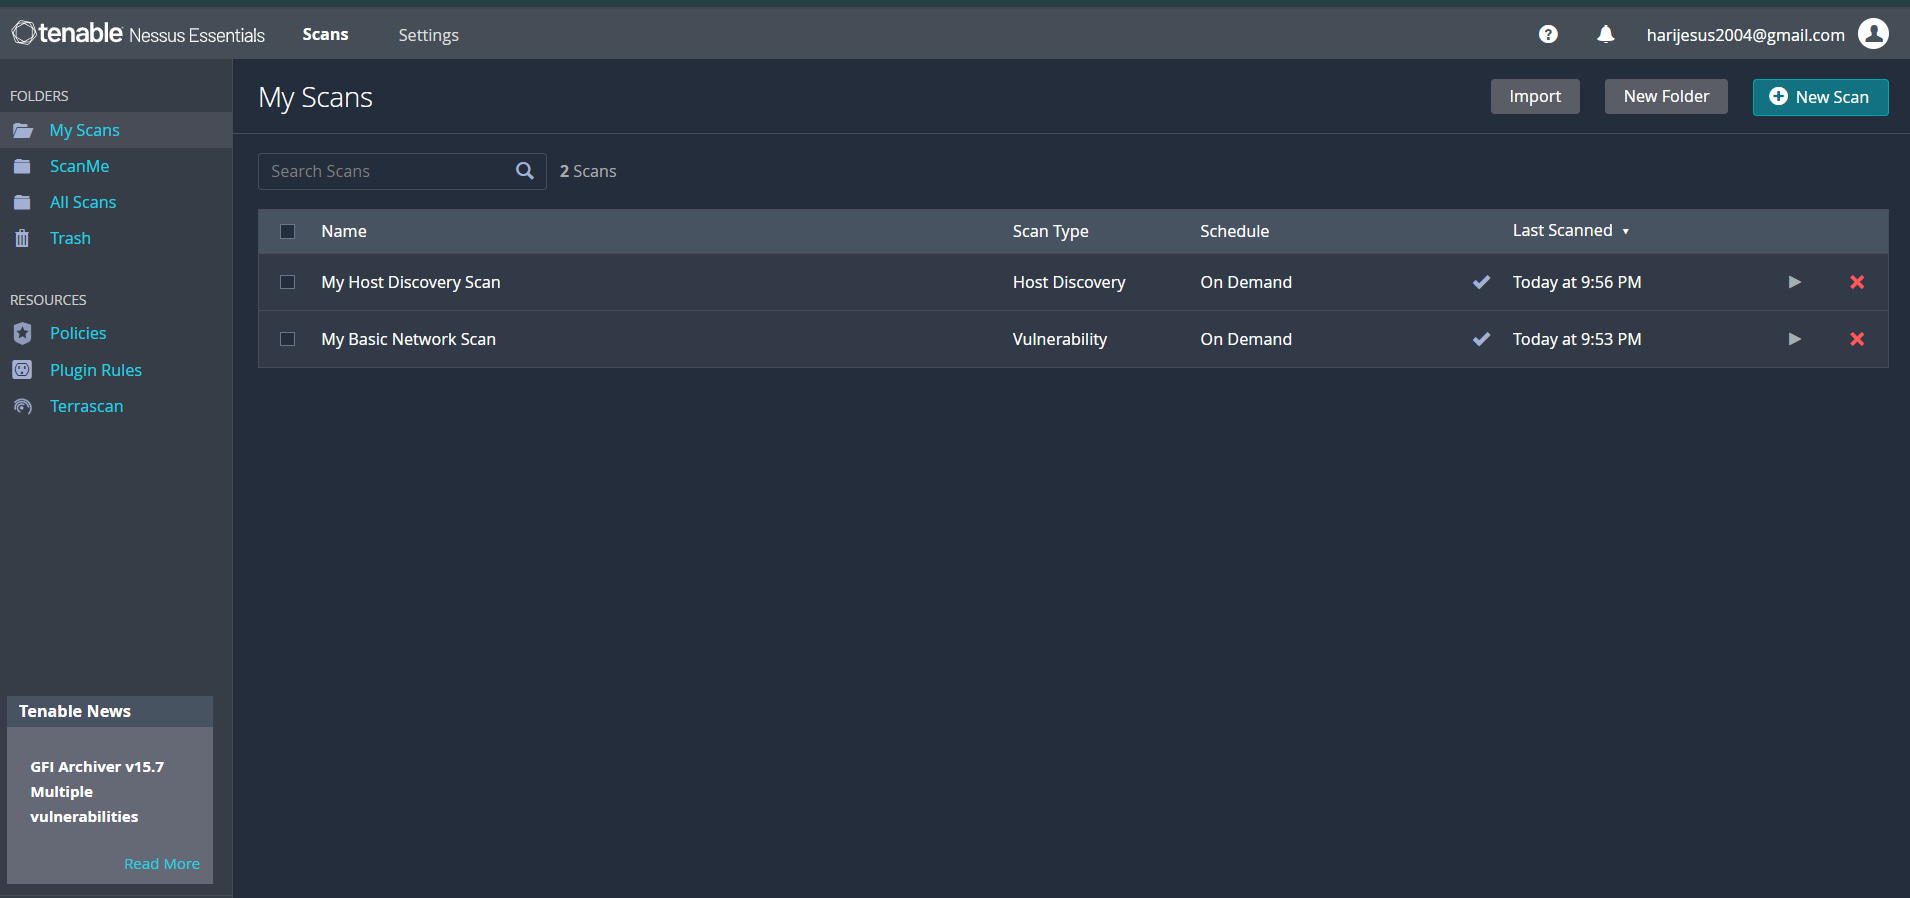 tenable Nessus Essentials Scans Settings ? harijesus2004@gmail.com
FOLDERS
My Scans
ScanMe
All Scans
Trash
RESOURCES
Policies
Plugin Rules
Terrascan
Tenable News
GFI Archiver v15.7
Multiple
vulnerabilities
Read More
My Scans Import New Folder New Scan
Search Scans 2 Scans
Name Scan Type Schedule Last Scanned
My Host Discovery Scan Host Discovery On Demand Today at 9:56 PM
My Basic Network Scan Vulnerability On Demand Today at 9:53 PM